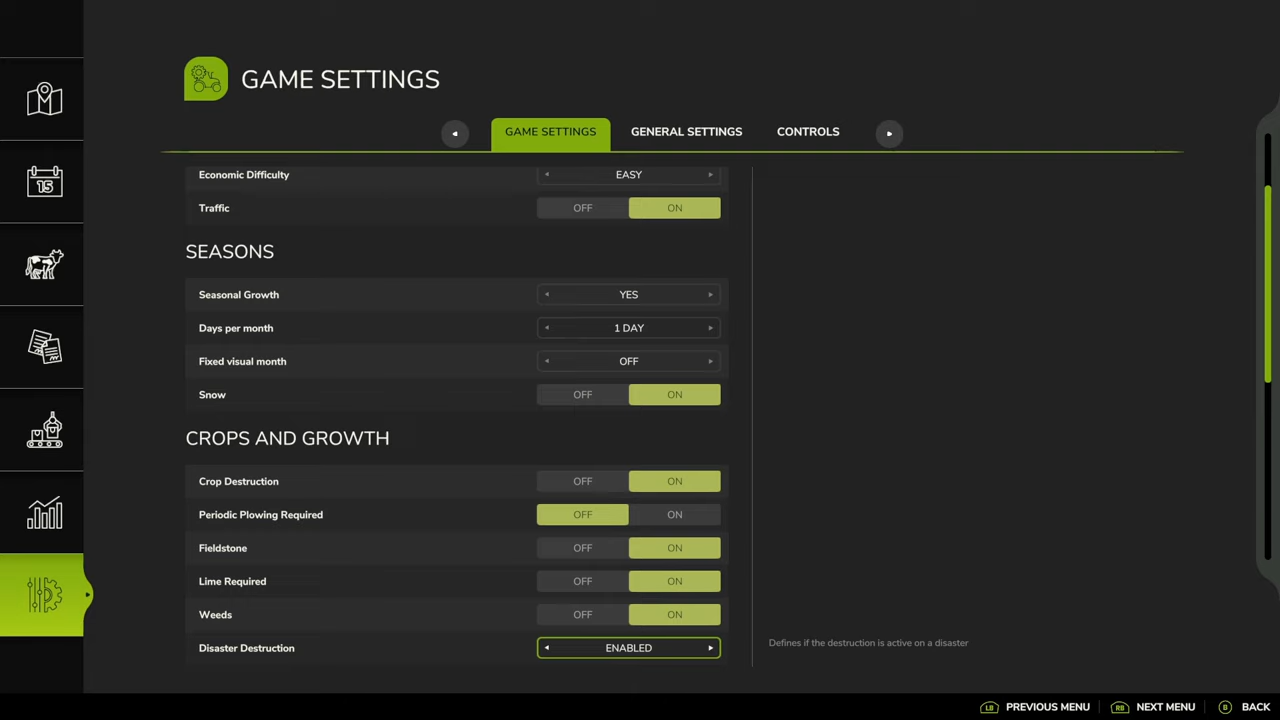 GAME SETTINGS
GAME SETTINGS GENERAL SETTINGS CONTROLS
Economic Difficulty EASY
Traffic OFF ON
SEASONS
Seasonal Growth YES
Days per month 1 DAY
Fixed visual month OFF
Snow OFF ON
CROPS AND GROWTH
Crop Destruction OFF ON
Periodic Plowing Required OFF ON
Fieldstone OFF ON
Lime Required OFF ON
Weeds OFF ON
Disaster Destruction ENABLED
Defines if the destruction is active on a disaster
15
LB PREVIOUS MENU RB NEXT MENU B BACK